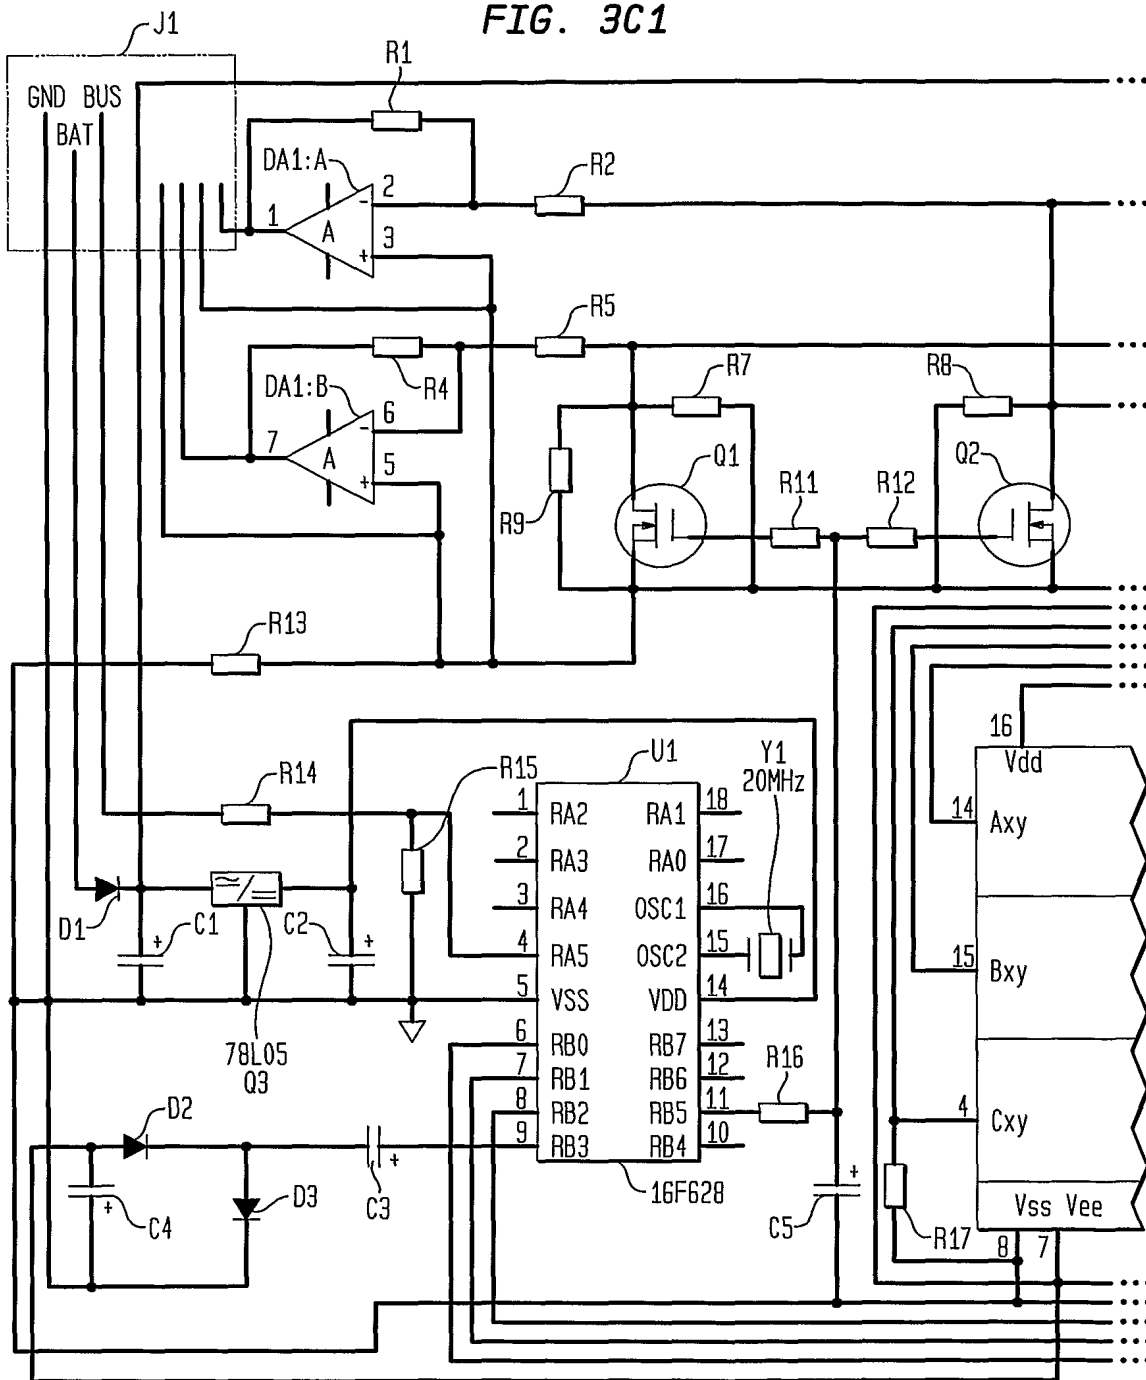 FIG. 3C1
J1
R1
GND BUS
BAT
DA1:A
R2
2
1
A
-
3
+
R5
R4
R7
R8
DA1:B
6
7
A
-
5
+
Q1
Q2
R11
R12
R9
R13
16
Vdd
U1
Y1
20MHz
R14
R15
1 RA2 RA1 18
14 Axy
2 RA3 RA0 17
3 RA4 OSC1 16
D1
C1 +
C2 +
4 RA5 OSC2 15
15 Bxy
5 VSS VDD 14
6 RB0 RB7 13
78L05
Q3
7 RB1 RB6 12
R16
8 RB2 RB5 11
4 Cxy
D2
9 RB3 RB4 10
+
C3
D3
16F628
+
C4
+
C5
Vss Vee
R17
8 7